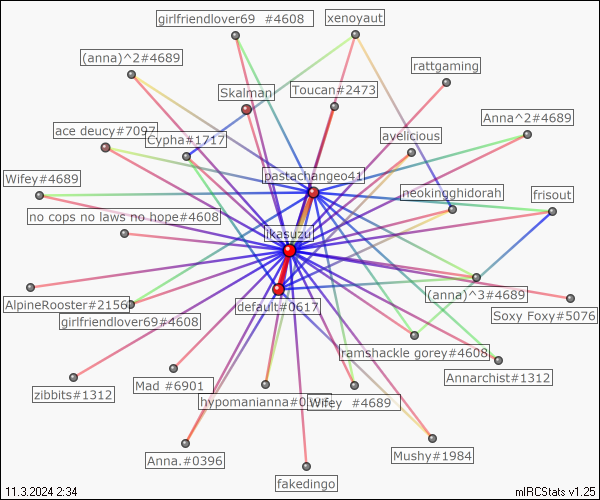 girlfriendlover69 #4608
xenoyaut
(anna)^2#4689
rattgaming
Skalman
Toucan#2473
Anna^2#4689
ace deucy#7097
Cypha#1717
ayelicious
Wifey#4689
pastachangeo41
neokingghidorah
frisout
no cops no laws no hope#4608
ikasuzu
AlpineRooster#2156
default#0617
(anna)^3#4689
Soxy Foxy#5076
girlfriendlover69#4608
ramshackle gorey#4608
Annarchist#1312
zibbits#1312
Mad #6901
hypomanianna#0
Wifey #4689
Anna.#0396
Mushy#1984
fakedingo
11.3.2024 2:34
mIRCStats v1.25